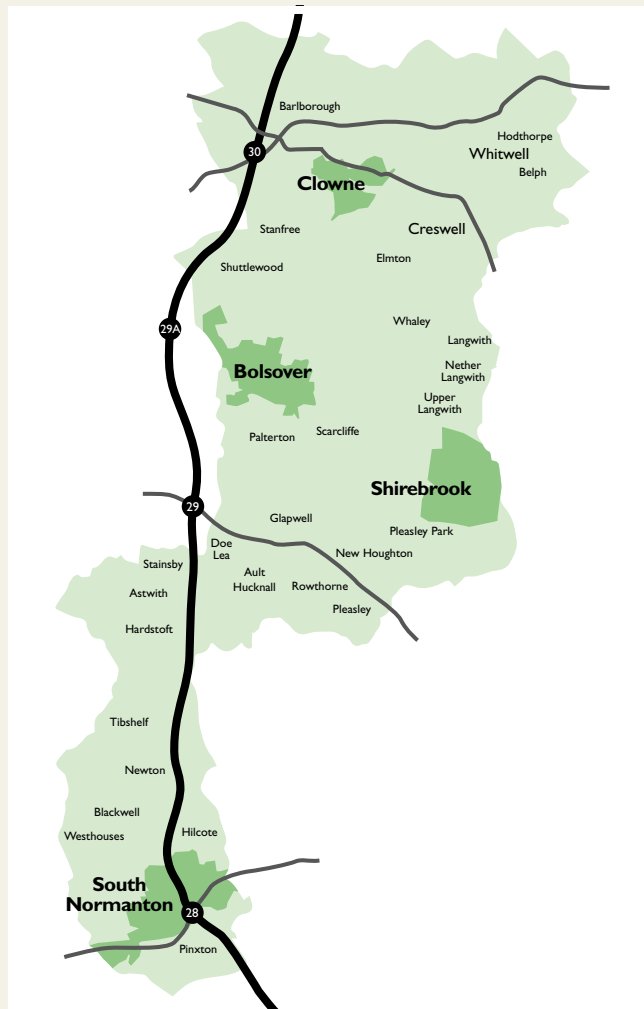 Barlborough
Hodthorpe
30
Whitwell
Belph
Clowne
Stanfree
Creswell
Elmton
Shuttlewood
Whaley
29A
Langwith
Nether
Langwith
Bolsover
Upper
Langwith
Scarcliffe
Palterton
Shirebrook
29
Glapwell
Pleasley Park
Doe
Lea
New Houghton
Stainsby
Ault
Hucknall
Rowthorne
Astwith
Pleasley
Hardstoft
Tibshelf
Newton
Blackwell
Westhouses
Hilcote
South
Normanton
28
Pinxton